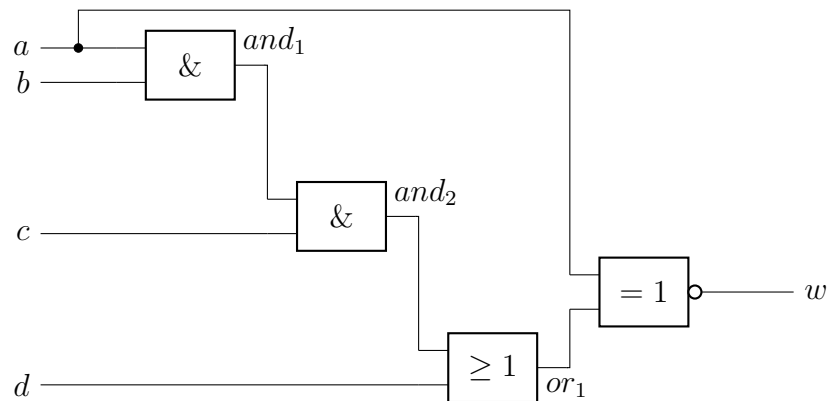 a
and₁
&
b
and₂
&
c
= 1
w
≥ 1
d
or₁